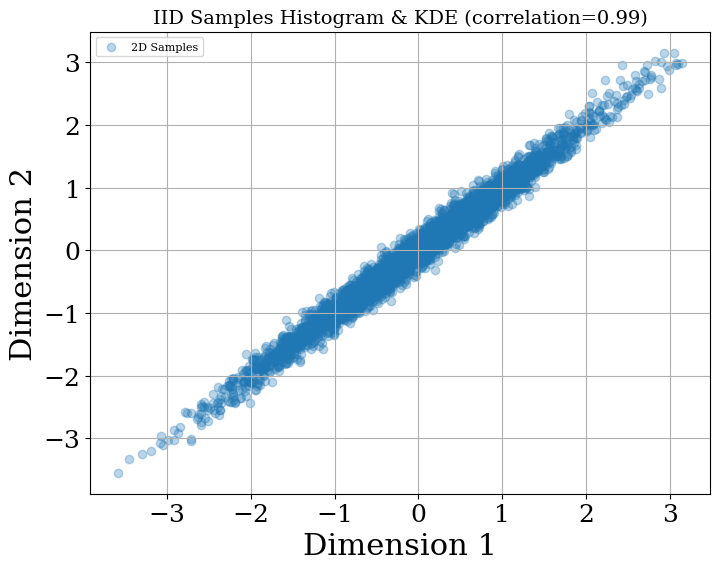 IID Samples Histogram & KDE (correlation=0.99)
2D Samples
3
2
1
0
−1
−2
−3
Dimension 2
−3 −2 −1 0 1 2 3
Dimension 1